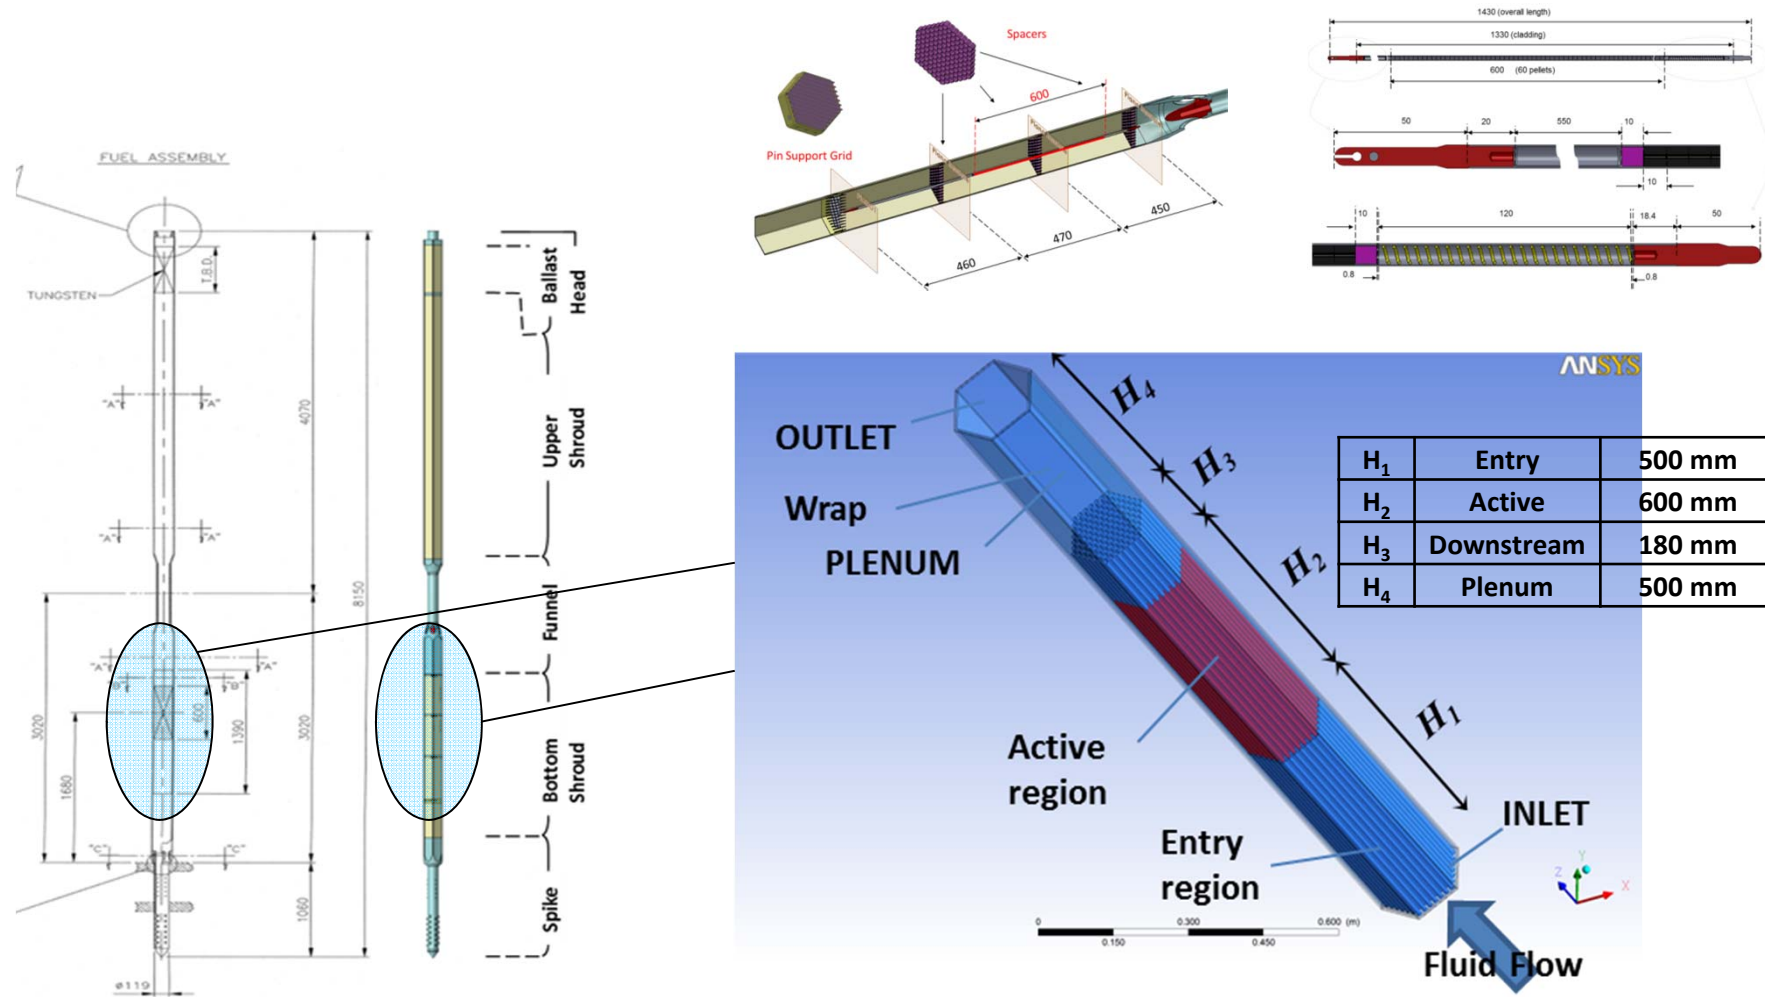 FUEL ASSEMBLY
TUNGSTEN
T.B.D.
"A" "A"
"A" "A"
"A" "A"
"B" "B"
"C" "C"
4070
8150
3020
3020
1680
600
1390
1060
ø119
Ballast
Head
Upper
Shroud
Funnel
Bottom
Shroud
Spike
Spacers
Pin Support Grid
600
460
470
450
1430 (overall length)
1330 (cladding)
600 (60 pellets)
50 20 550 10
10
10 120 18.4 50
0.8 0.8
ANSYS
OUTLET
Wrap
PLENUM
Active
region
Entry
region
INLET
Fluid Flow
H4
H3
H2
H1
H1 Entry 500 mm
H2 Active 600 mm
H3 Downstream 180 mm
H4 Plenum 500 mm
0 0.300 0.600 (m)
0.150 0.450
Z Y X